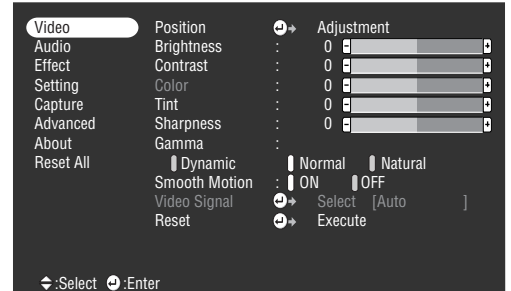 Video
Audio
Effect
Setting
Capture
Advanced
About
Reset All
Position Adjustment
Brightness : 0 - +
Contrast : 0 - +
Color : 0 - +
Tint : 0 - +
Sharpness : 0 - +
Gamma :
Dynamic Normal Natural
Smooth Motion : ON OFF
Video Signal Select [Auto ]
Reset Execute
:Select :Enter